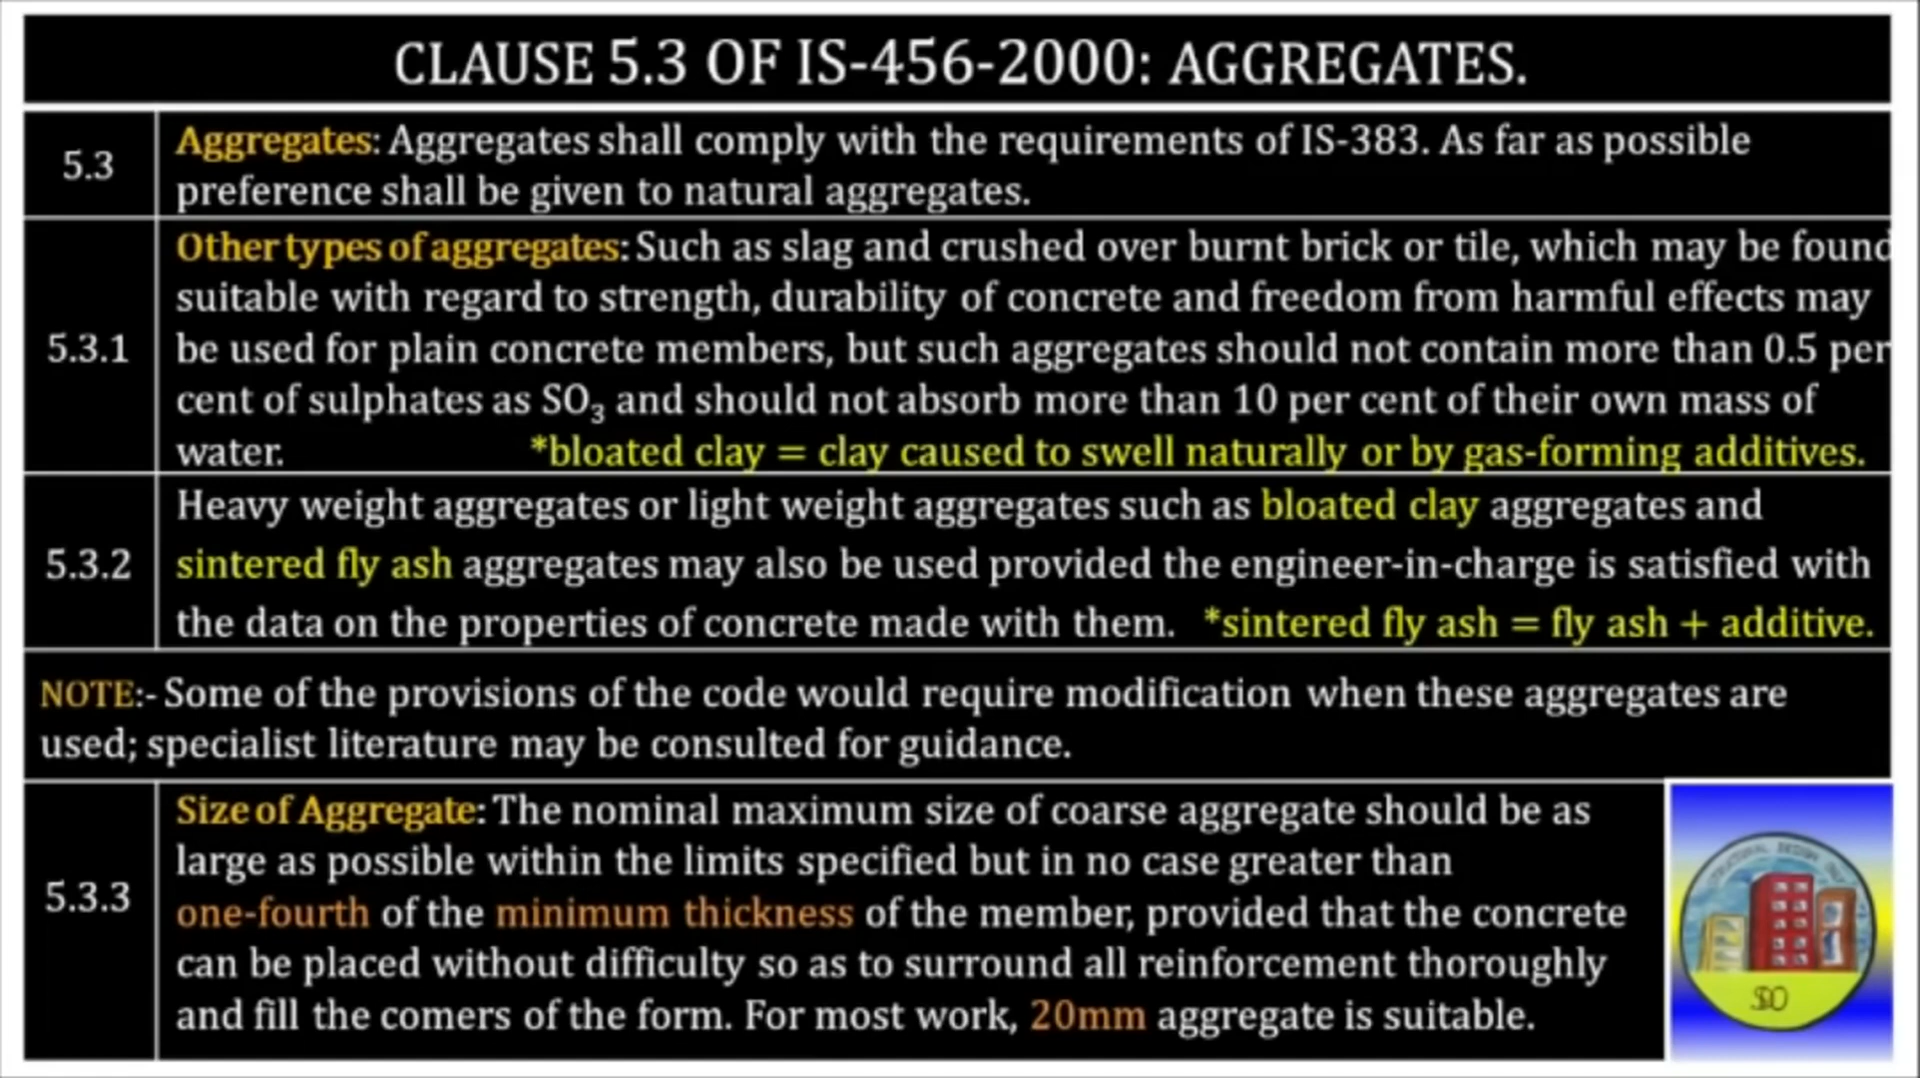 CLAUSE 5.3 OF IS-456-2000: AGGREGATES.
5.3
Aggregates: Aggregates shall comply with the requirements of IS-383. As far as possible
preference shall be given to natural aggregates.
5.3.1
Other types of aggregates: Such as slag and crushed over burnt brick or tile, which may be found
suitable with regard to strength, durability of concrete and freedom from harmful effects may
be used for plain concrete members, but such aggregates should not contain more than 0.5 per
cent of sulphates as SO₃ and should not absorb more than 10 per cent of their own mass of
water. *bloated clay = clay caused to swell naturally or by gas-forming additives.
5.3.2
Heavy weight aggregates or light weight aggregates such as bloated clay aggregates and
sintered fly ash aggregates may also be used provided the engineer-in-charge is satisfied with
the data on the properties of concrete made with them. *sintered fly ash = fly ash + additive.
NOTE:- Some of the provisions of the code would require modification when these aggregates are
used; specialist literature may be consulted for guidance.
5.3.3
Size of Aggregate: The nominal maximum size of coarse aggregate should be as
large as possible within the limits specified but in no case greater than
one-fourth of the minimum thickness of the member, provided that the concrete
can be placed without difficulty so as to surround all reinforcement thoroughly
and fill the comers of the form. For most work, 20mm aggregate is suitable.
STRUCTURAL DESIGN ONLY
SDO